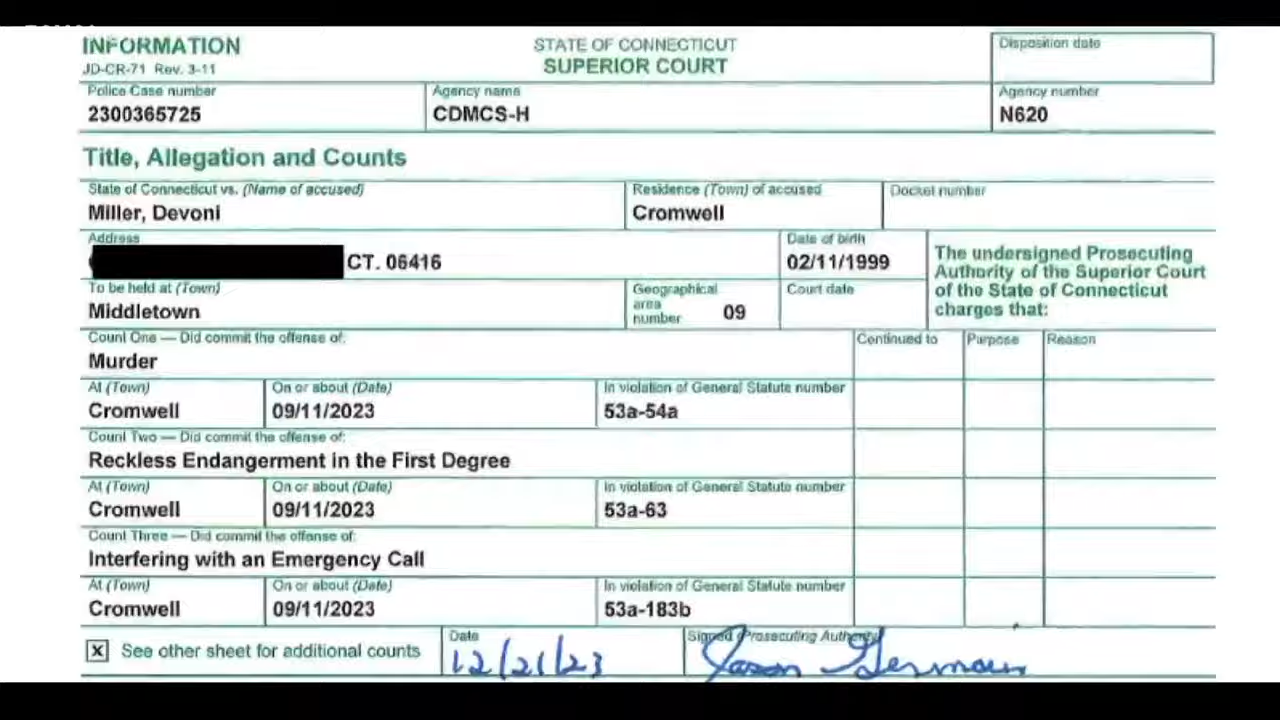 INFORMATION
JD-CR-71 Rev. 3-11
STATE OF CONNECTICUT
SUPERIOR COURT
Disposition date
Police Case number
2300365725
Agency name
CDMCS-H
Agency number
N620
Title, Allegation and Counts
State of Connecticut vs. (Name of accused)
Miller, Devoni
Residence (Town) of accused
Cromwell
Docket number
Address
CT. 06416
Date of birth
02/11/1999
The undersigned Prosecuting
Authority of the Superior Court
of the State of Connecticut
charges that:
To be held at (Town)
Middletown
Geographical
area
number
09
Court date
Count One — Did commit the offense of:
Murder
Continued to
Purpose
Reason
At (Town)
Cromwell
On or about (Date)
09/11/2023
In violation of General Statute number
53a-54a
Count Two — Did commit the offense of:
Reckless Endangerment in the First Degree
At (Town)
Cromwell
On or about (Date)
09/11/2023
In violation of General Statute number
53a-63
Count Three — Did commit the offense of:
Interfering with an Emergency Call
At (Town)
Cromwell
On or about (Date)
09/11/2023
In violation of General Statute number
53a-183b
X See other sheet for additional counts
Date
12/21/23
Signed (Prosecuting Authority)
Jason Germain